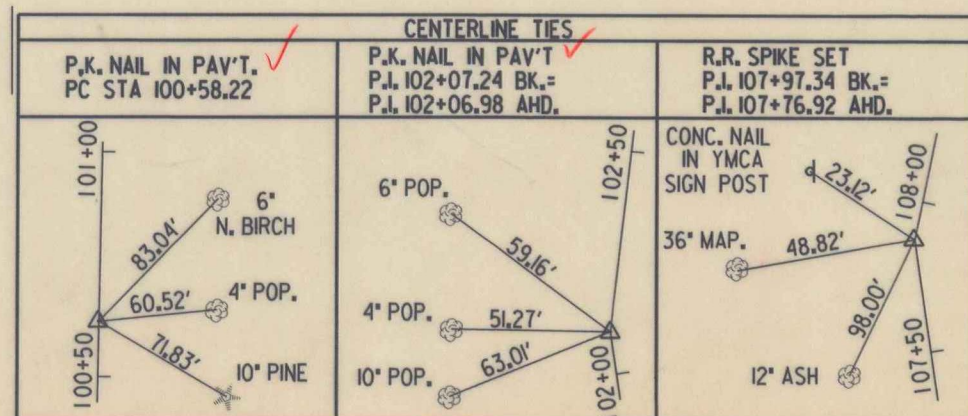 CENTERLINE TIES
P.K. NAIL IN PAV'T.
PC STA 100+58.22
P.K. NAIL IN PAV'T
P.I. 102+07.24 BK.=
P.I. 102+06.98 AHD.
R.R. SPIKE SET
P.I. 107+97.34 BK.=
P.I. 107+76.92 AHD.
101+00
6"
N. BIRCH
83.04'
60.52'
4" POP.
71.83'
10" PINE
100+50
102+50
6" POP.
59.16'
4" POP.
51.27'
63.01'
10" POP.
02+00
CONC. NAIL
IN YMCA
SIGN POST
23.12'
108+00
36" MAP.
48.82'
98.00'
12" ASH
107+50